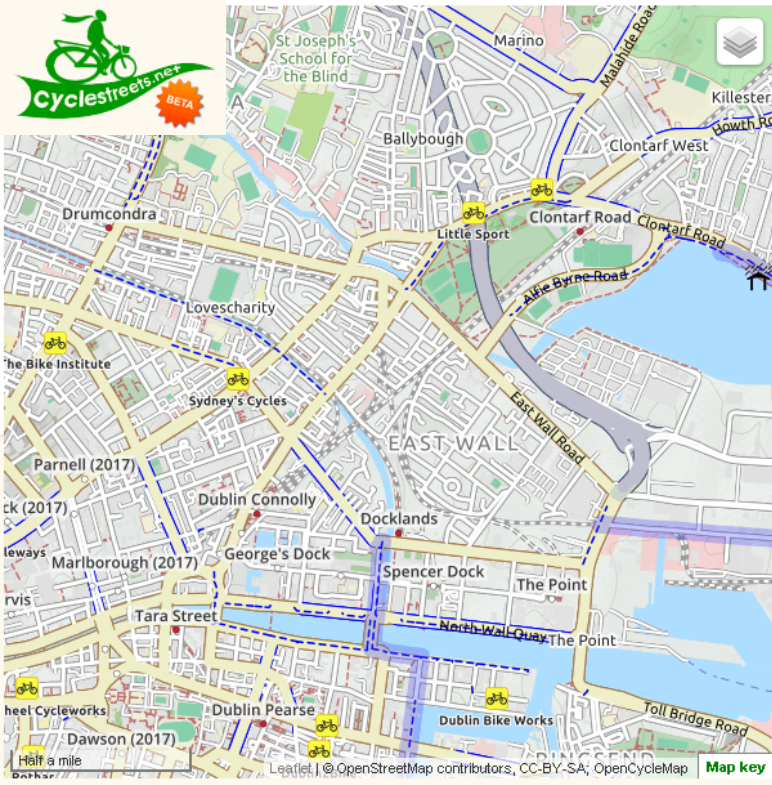 Cyclestreets.net
BETA
St Joseph's
School for
the Blind
Marino
Malahide Road
Killester
Ballybough
Howth Ro
Clontarf West
Drumcondra
Clontarf Road
Little Sport
Clontarf Road
Alfie Byrne Road
Lovescharity
The Bike Institute
Sydney's Cycles
East Wall Road
EAST WALL
Parnell (2017)
ck (2017)
Dublin Connolly
Docklands
leways
Marlborough (2017)
George's Dock
Spencer Dock
The Point
rvis
Tara Street
North Wall Quay
The Point
heel Cycleworks
Dublin Pearse
Dublin Bike Works
Toll Bridge Road
Dawson (2017)
RINGSEND
Half a mile
Leaflet | © OpenStreetMap contributors, CC-BY-SA; OpenCycleMap
Map key